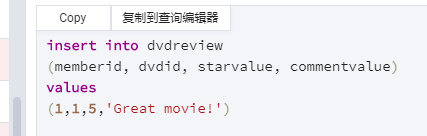 Copy
复制到查询编辑器
insert into dvdreview
(memberid, dvdid, starvalue, commentvalue)
values
(1,1,5,'Great movie!')